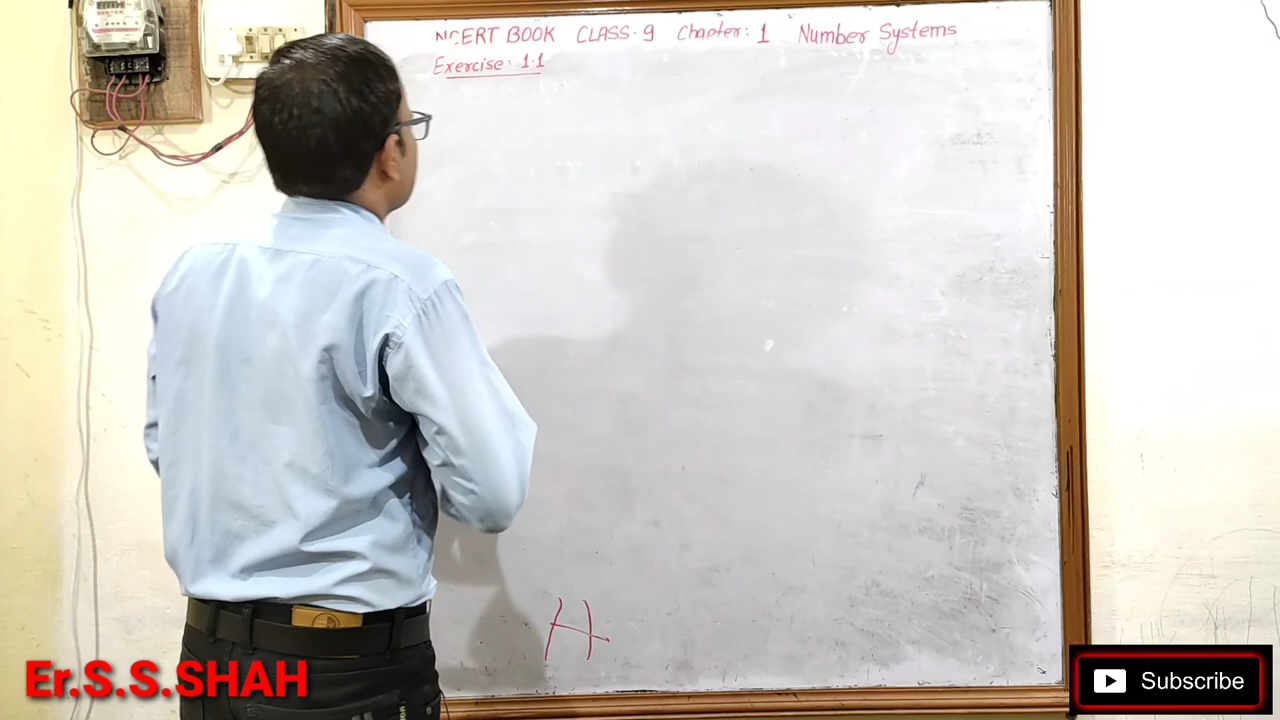 NCERT BOOK CLASS·9 Chapter: 1 Number Systems
Exercise: 1·1
H
Er.S.S.SHAH
Subscribe